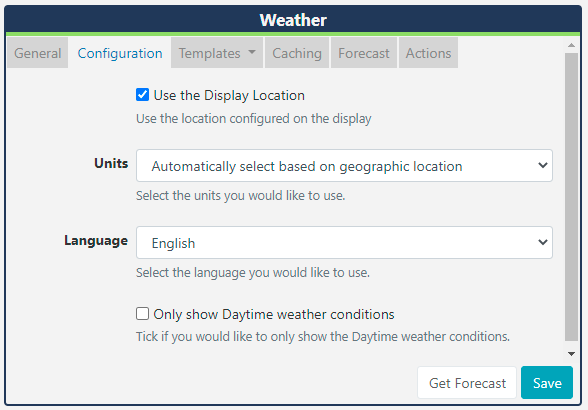 Weather
General Configuration Templates Caching Forecast Actions
Use the Display Location
Use the location configured on the display
Units Automatically select based on geographic location
Select the units you would like to use.
Language English
Select the language you would like to use.
Only show Daytime weather conditions
Tick if you would like to only show the Daytime weather conditions.
Get Forecast Save